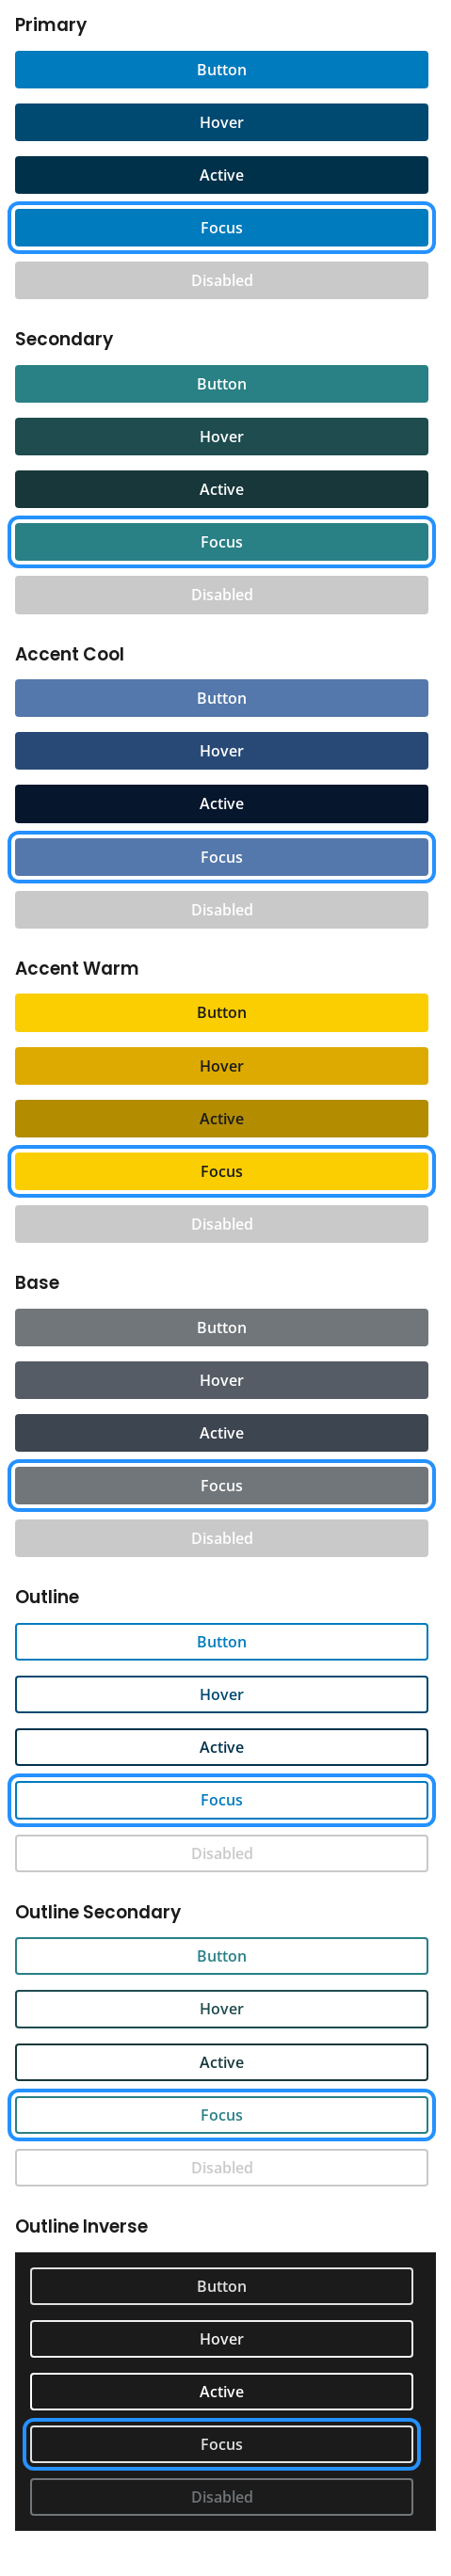 Primary
Button
Hover
Active
Focus
Disabled
Secondary
Button
Hover
Active
Focus
Disabled
Accent Cool
Button
Hover
Active
Focus
Disabled
Accent Warm
Button
Hover
Active
Focus
Disabled
Base
Button
Hover
Active
Focus
Disabled
Outline
Button
Hover
Active
Focus
Disabled
Outline Secondary
Button
Hover
Active
Focus
Disabled
Outline Inverse
Button
Hover
Active
Focus
Disabled